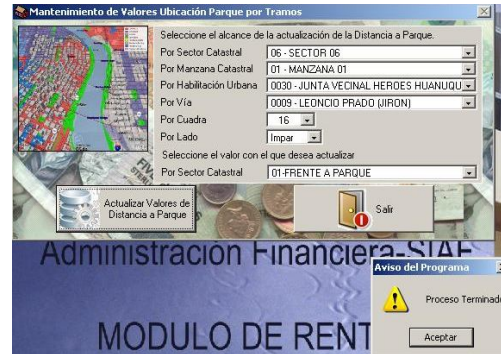 Mantenimiento de Valores Ubicación Parque por Tramos
Seleccione el alcance de la actualización de la Distancia a Parque.
Por Sector Catastral 06 - SECTOR 06
Por Manzana Catastral 01 - MANZANA 01
Por Habilitación Urbana 0030 - JUNTA VECINAL HEROES HUANUQU
Por Vía 0009 - LEONCIO PRADO (JIRON)
Por Cuadra 16
Por Lado Impar
Seleccione el valor con el que desea actualizar
Por Sector Catastral 01-FRENTE A PARQUE
Actualizar Valores de
Distancia a Parque
Salir
Administración Financiera-SIAF
Aviso del Programa
Proceso Terminado
Aceptar
MODULO DE RENT